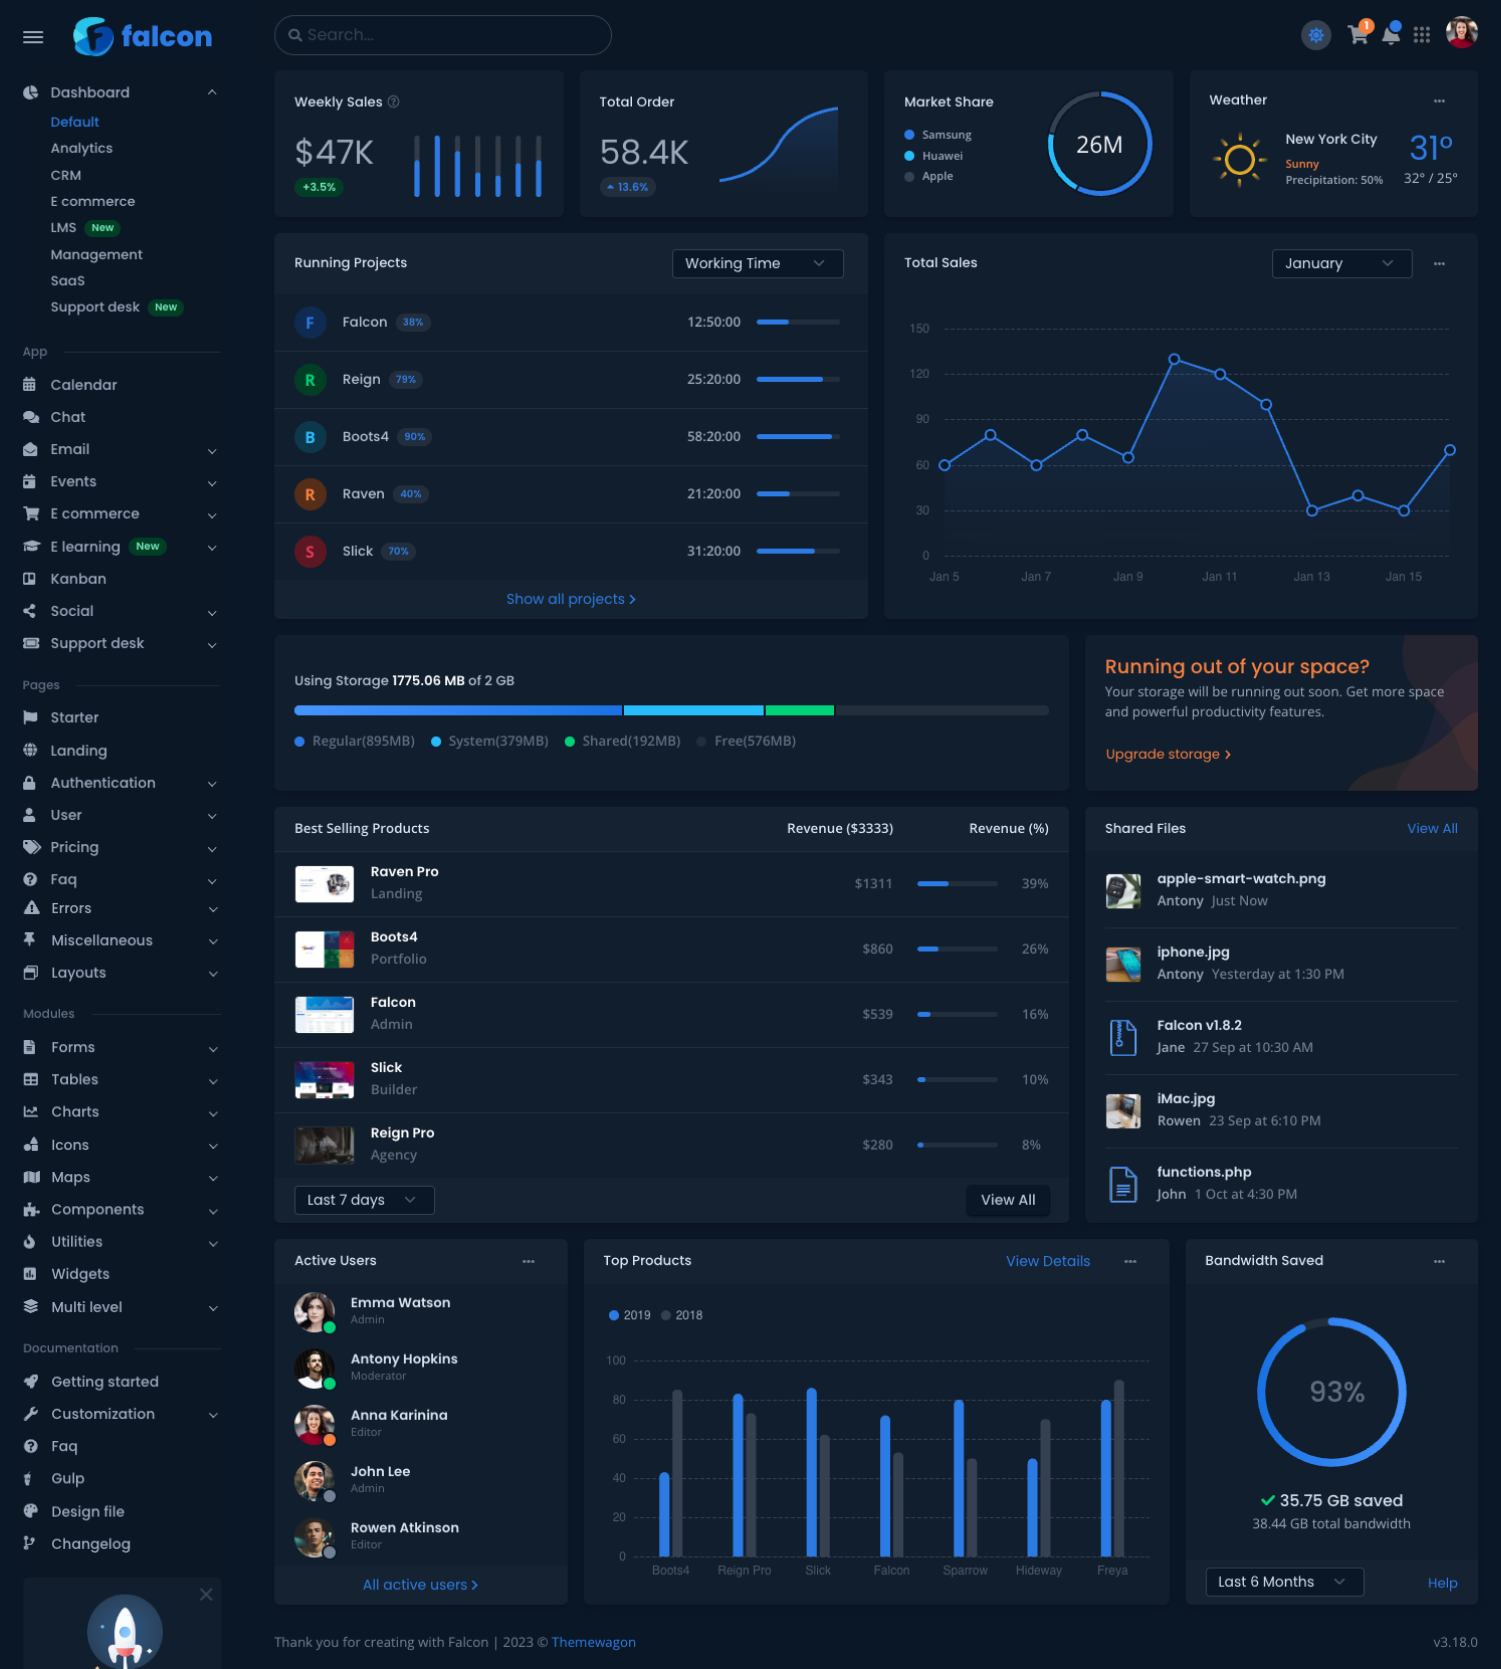 falcon
Search...
1
Dashboard
Default
Analytics
CRM
E commerce
LMS New
Management
SaaS
Support desk New
App
Calendar
Chat
Email
Events
E commerce
E learning New
Kanban
Social
Support desk
Pages
Starter
Landing
Authentication
User
Pricing
Faq
Errors
Miscellaneous
Layouts
Modules
Forms
Tables
Charts
Icons
Maps
Components
Utilities
Widgets
Multi level
Documentation
Getting started
Customization
Faq
Gulp
Design file
Changelog
Weekly Sales
$47K
+3.5%
Total Order
58.4K
13.6%
Market Share
Samsung
Huawei
Apple
26M
Weather
New York City
Sunny
Precipitation: 50%
31°
32° / 25°
Running Projects
Working Time
F Falcon 38% 12:50:00
R Reign 79% 25:20:00
B Boots4 90% 58:20:00
R Raven 40% 21:20:00
S Slick 70% 31:20:00
Show all projects
Total Sales
January
150
120
90
60
30
0
Jan 5 Jan 7 Jan 9 Jan 11 Jan 13 Jan 15
Using Storage 1775.06 MB of 2 GB
Regular(895MB) System(379MB) Shared(192MB) Free(576MB)
Running out of your space?
Your storage will be running out soon. Get more space
and powerful productivity features.
Upgrade storage
Best Selling Products Revenue ($3333) Revenue (%)
Raven Pro
Landing
$1311 39%
Boots4
Portfolio
$860 26%
Falcon
Admin
$539 16%
Slick
Builder
$343 10%
Reign Pro
Agency
$280 8%
Last 7 days
View All
Shared Files
View All
apple-smart-watch.png
Antony Just Now
iphone.jpg
Antony Yesterday at 1:30 PM
Falcon v1.8.2
Jane 27 Sep at 10:30 AM
iMac.jpg
Rowen 23 Sep at 6:10 PM
functions.php
John 1 Oct at 4:30 PM
Active Users
Emma Watson
Admin
Antony Hopkins
Moderator
Anna Karinina
Editor
John Lee
Admin
Rowen Atkinson
Editor
All active users
Top Products
View Details
2019 2018
100
80
60
40
20
0
Boots4 Reign Pro Slick Falcon Sparrow Hideway Freya
Bandwidth Saved
93%
35.75 GB saved
38.44 GB total bandwidth
Last 6 Months
Help
Thank you for creating with Falcon | 2023 © Themewagon
v3.18.0